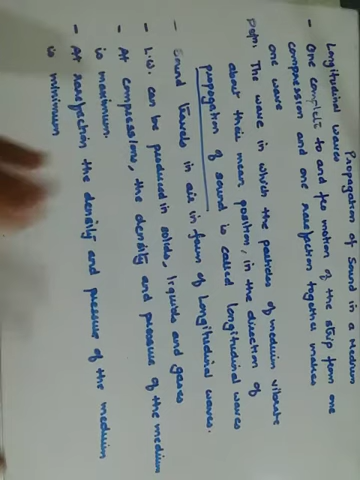 Propagation of Sound in a Medium
Longitudinal waves
- One complete to and fro motion of the strip from one
compression and one rarefaction together makes
one wave
Defn: The wave in which the particles of medium vibrate
about their mean position, in the direction of
propagation of sound is called longitudinal waves
- Sound travels in air in form of Longitudinal waves.
- L.W. can be produced in solids, liquids and gases
- At compressions, the density and pressure of the medium
is maximum.
- At rarefaction the density and pressure of the medium
is minimum